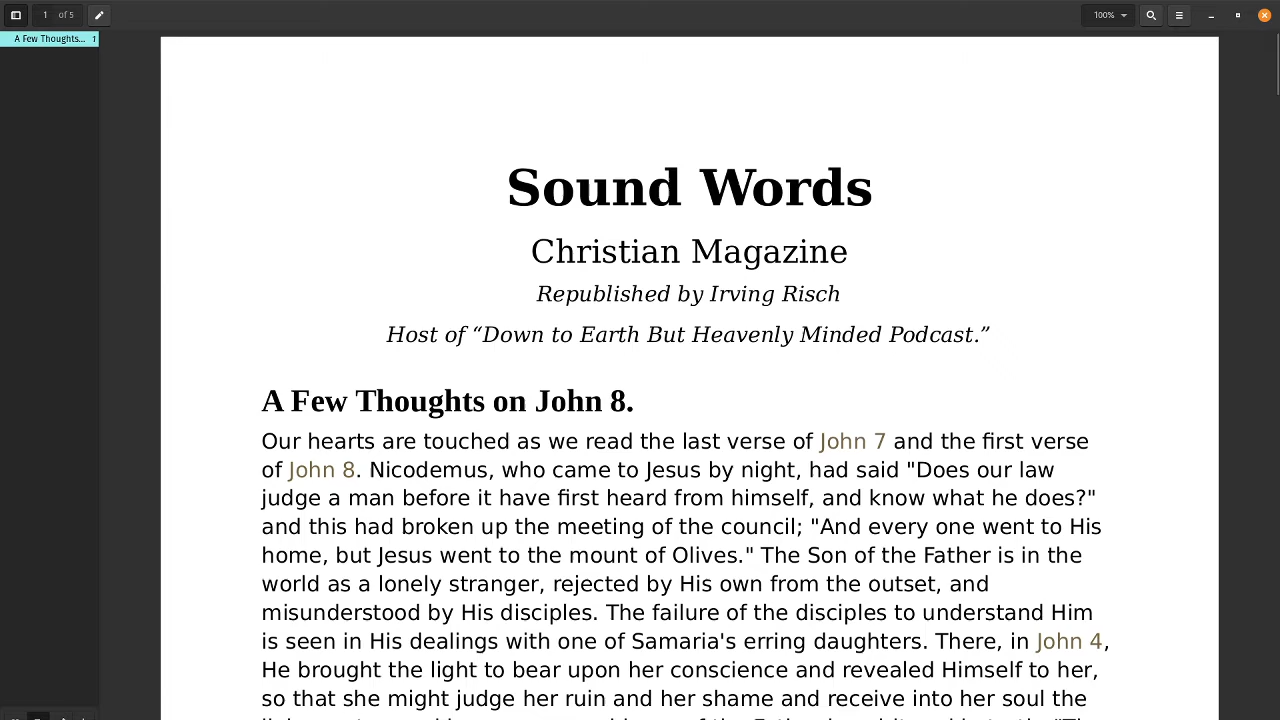 1 of 5
100%
A Few Thoughts... 1
Sound Words
Christian Magazine
Republished by Irving Risch
Host of “Down to Earth But Heavenly Minded Podcast.”
A Few Thoughts on John 8.
Our hearts are touched as we read the last verse of John 7 and the first verse
of John 8. Nicodemus, who came to Jesus by night, had said "Does our law
judge a man before it have first heard from himself, and know what he does?"
and this had broken up the meeting of the council; "And every one went to His
home, but Jesus went to the mount of Olives." The Son of the Father is in the
world as a lonely stranger, rejected by His own from the outset, and
misunderstood by His disciples. The failure of the disciples to understand Him
is seen in His dealings with one of Samaria's erring daughters. There, in John 4,
He brought the light to bear upon her conscience and revealed Himself to her,
so that she might judge her ruin and her shame and receive into her soul the